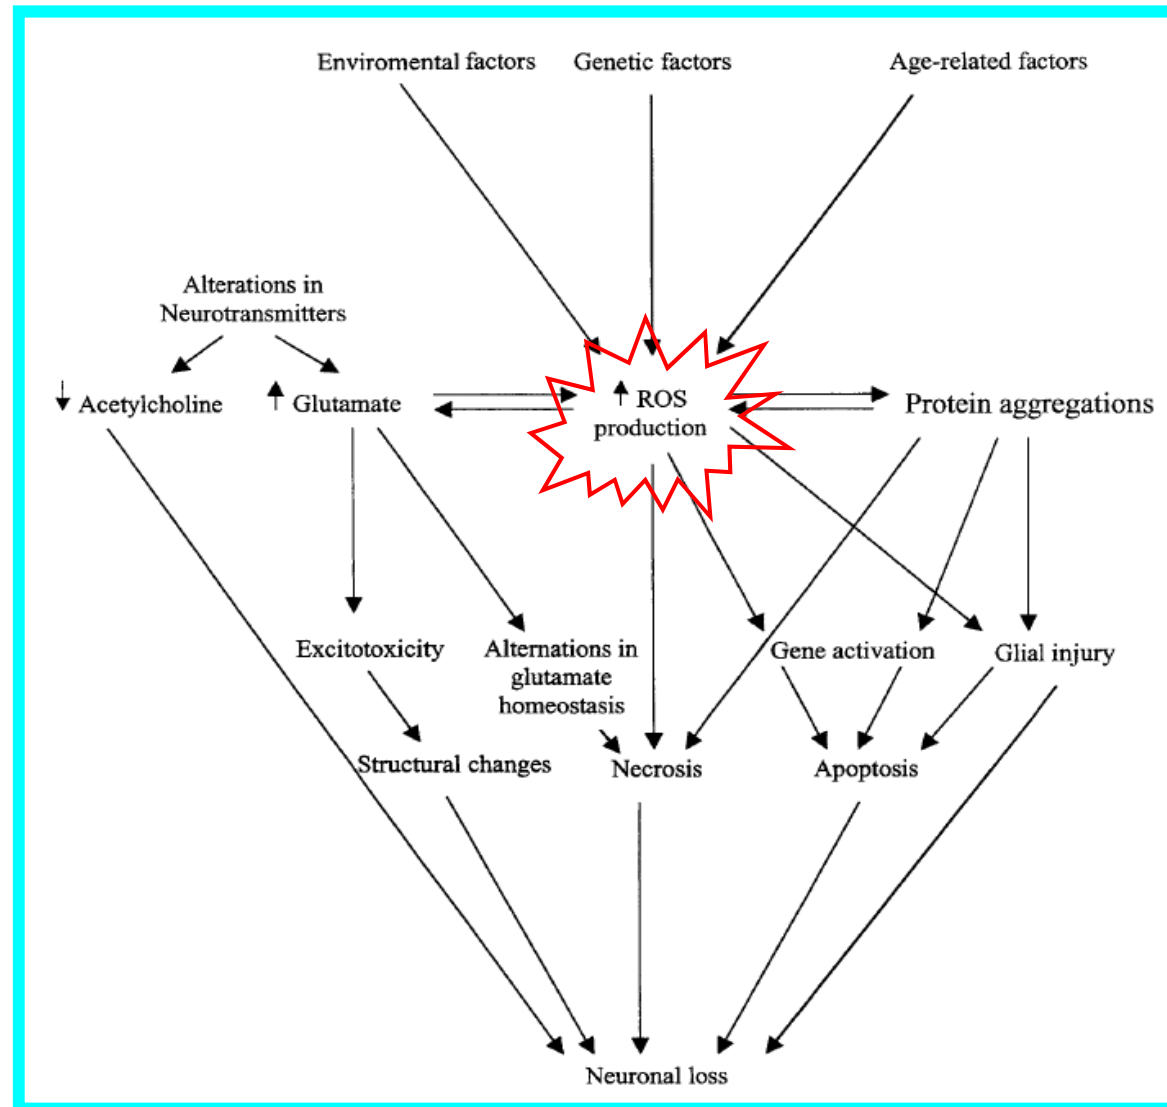 Enviromental factors
Genetic factors
Age-related factors
Alterations in
Neurotransmitters
Acetylcholine
Glutamate
ROS
production
Protein aggregations
Excitotoxicity
Alternations in
glutamate
homeostasis
Gene activation
Glial injury
Structural changes
Necrosis
Apoptosis
Neuronal loss